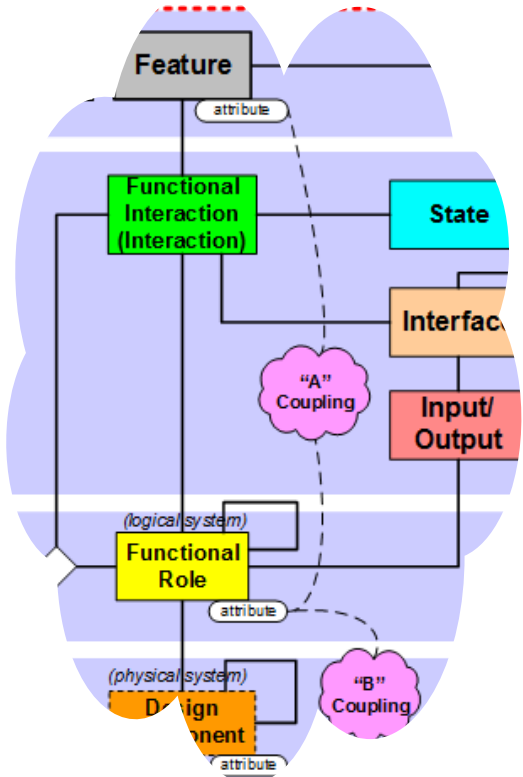 Feature
attribute
Functional
Interaction
(Interaction)
State
Interfac
“A”
Coupling
Input/
Output
(logical system)
Functional
Role
attribute
(physical system)
“B”
Coupling
attribute